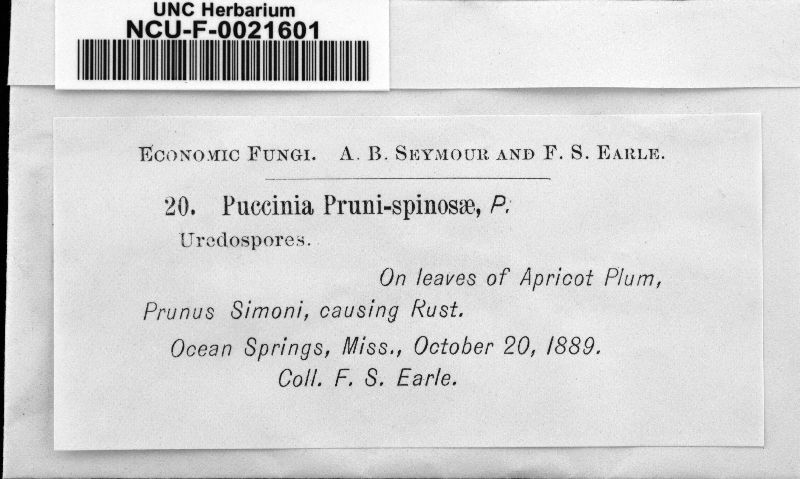 UNC Herbarium
NCU-F-0021601
Economic Fungi. A. B. Seymour and F. S. Earle.
20. Puccinia Pruni-spinosæ, P.
Uredospores.
On leaves of Apricot Plum,
Prunus Simoni, causing Rust.
Ocean Springs, Miss., October 20, 1889.
Coll. F. S. Earle.